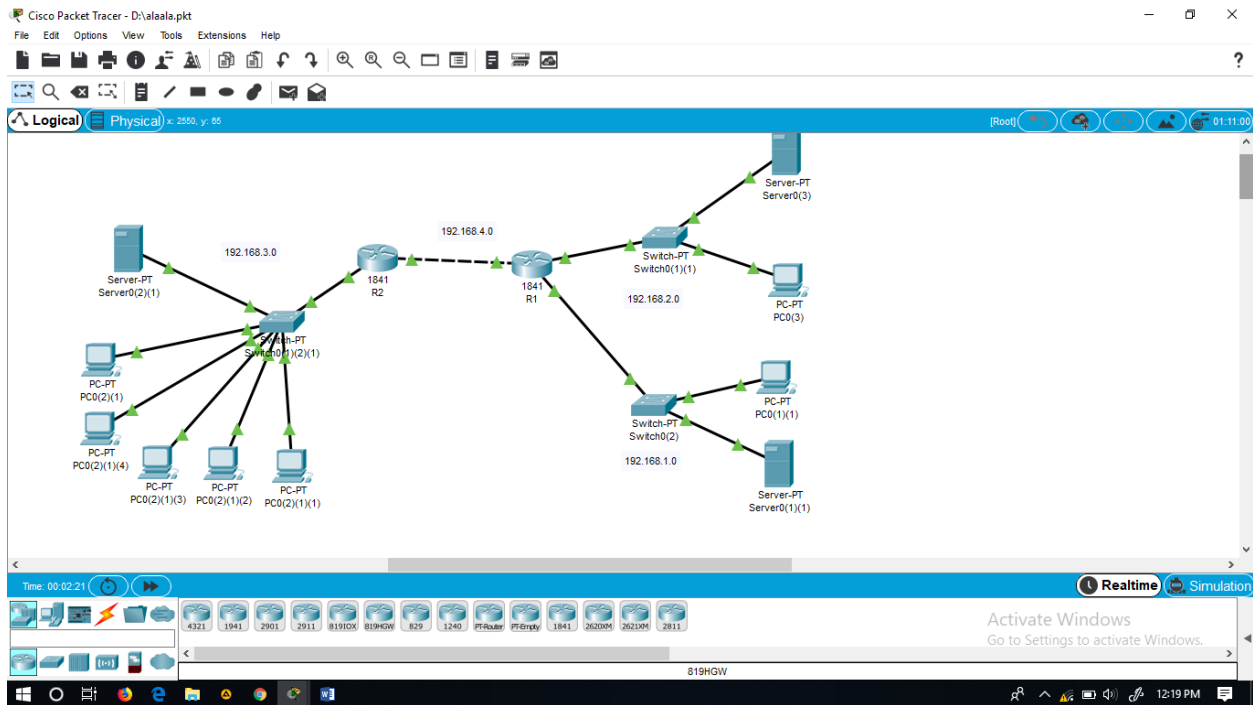 Cisco Packet Tracer - D:\alaala.pkt
File Edit Options View Tools Extensions Help
?
Logical Physical x: 2550, y: 65 [Root] 01:11:00
Server-PT
Server0(3)
192.168.4.0
192.168.3.0
Switch-PT
Switch0(1)(1)
Server-PT
Server0(2)(1)
1841
R2
1841
R1
192.168.2.0
PC-PT
PC0(3)
Switch-PT
Switch0(1)(2)(1)
PC-PT
PC0(2)(1)
PC-PT
PC0(1)(1)
Switch-PT
Switch0(2)
PC-PT
PC0(2)(1)(4)
192.168.1.0
PC-PT
PC0(2)(1)(3)
PC-PT
PC0(2)(1)(2)
PC-PT
PC0(2)(1)(1)
Server-PT
Server0(1)(1)
Time: 00:02:21 Realtime Simulation
4321 1941 2901 2911 819IOX 819HGW 829 1240 PT-Router PT-Empty 1841 2620XM 2621XM 2811
Activate Windows
Go to Settings to activate Windows.
819HGW
12:19 PM